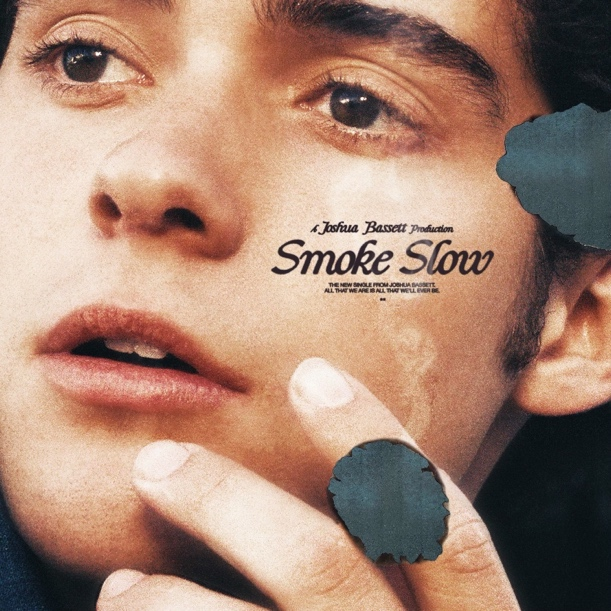 A Joshua Bassett Production
Smoke Slow
THE NEW SINGLE FROM JOSHUA BASSETT.
ALL THAT WE ARE IS ALL THAT WE'LL EVER BE.